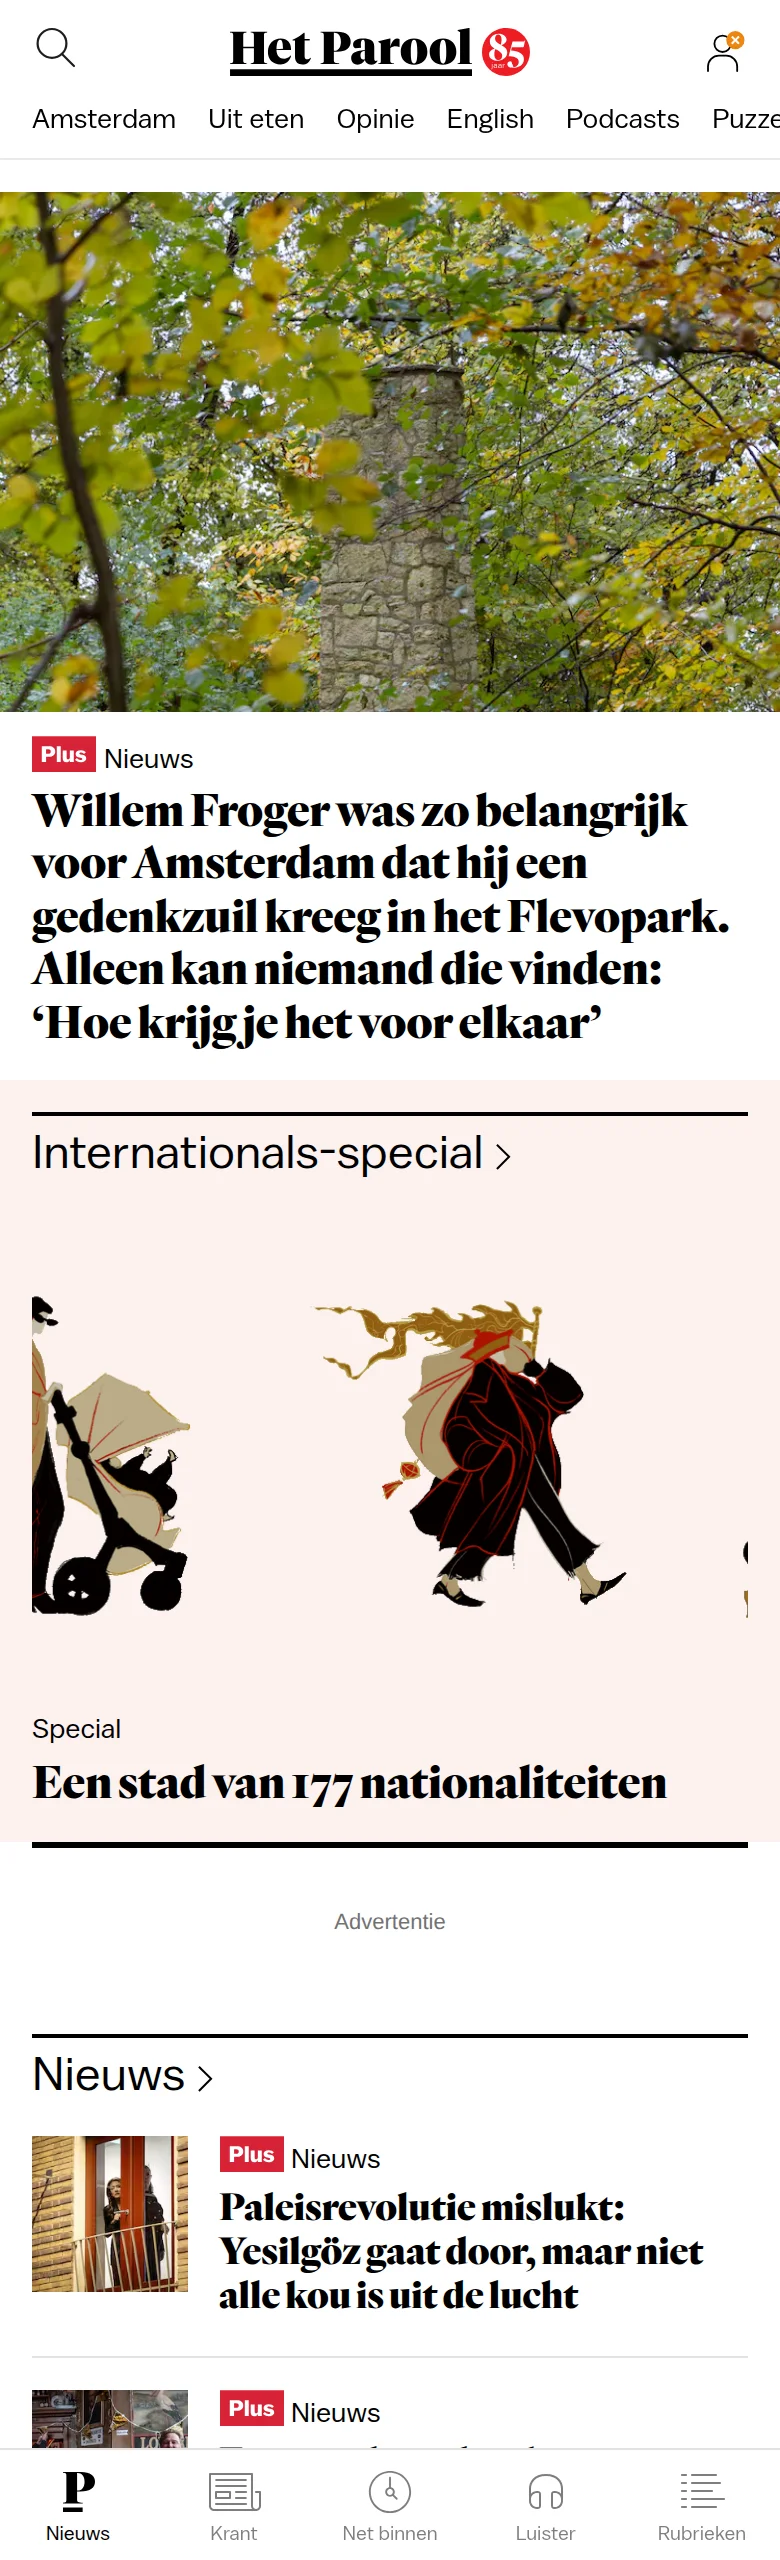 Het Parool 85 jaar
Amsterdam Uit eten Opinie English Podcasts Puzze
Plus Nieuws
Willem Froger was zo belangrijk
voor Amsterdam dat hij een
gedenkzuil kreeg in het Flevopark.
Alleen kan niemand die vinden:
‘Hoe krijg je het voor elkaar’
Internationals-special
Special
Een stad van 177 nationaliteiten
Advertentie
Nieuws
Plus Nieuws
Paleisrevolutie mislukt:
Yesilgöz gaat door, maar niet
alle kou is uit de lucht
Plus Nieuws
P
Nieuws Krant Net binnen Luister Rubrieken